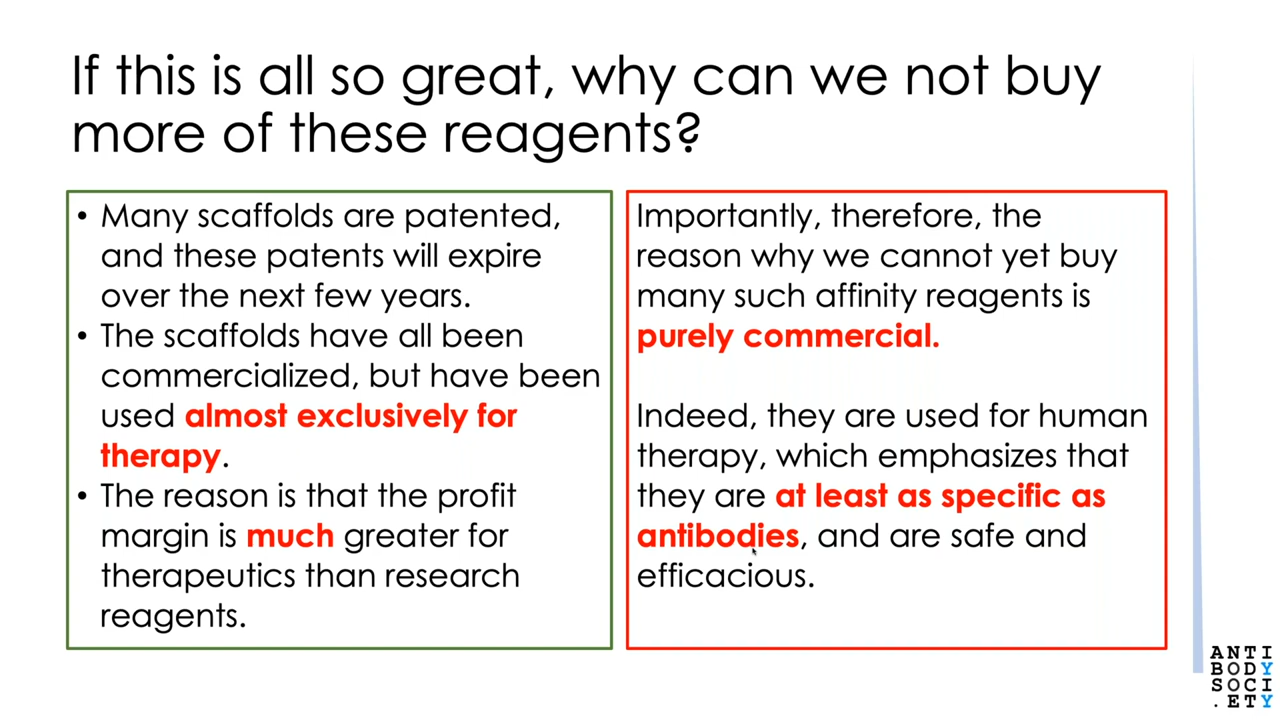 If this is all so great, why can we not buy
more of these reagents?
• Many scaffolds are patented,
and these patents will expire
over the next few years.
• The scaffolds have all been
commercialized, but have been
used almost exclusively for
therapy.
• The reason is that the profit
margin is much greater for
therapeutics than research
reagents.
Importantly, therefore, the
reason why we cannot yet buy
many such affinity reagents is
purely commercial.
Indeed, they are used for human
therapy, which emphasizes that
they are at least as specific as
antibodies, and are safe and
efficacious.
ANTI
BODY
SOCI
.ETY